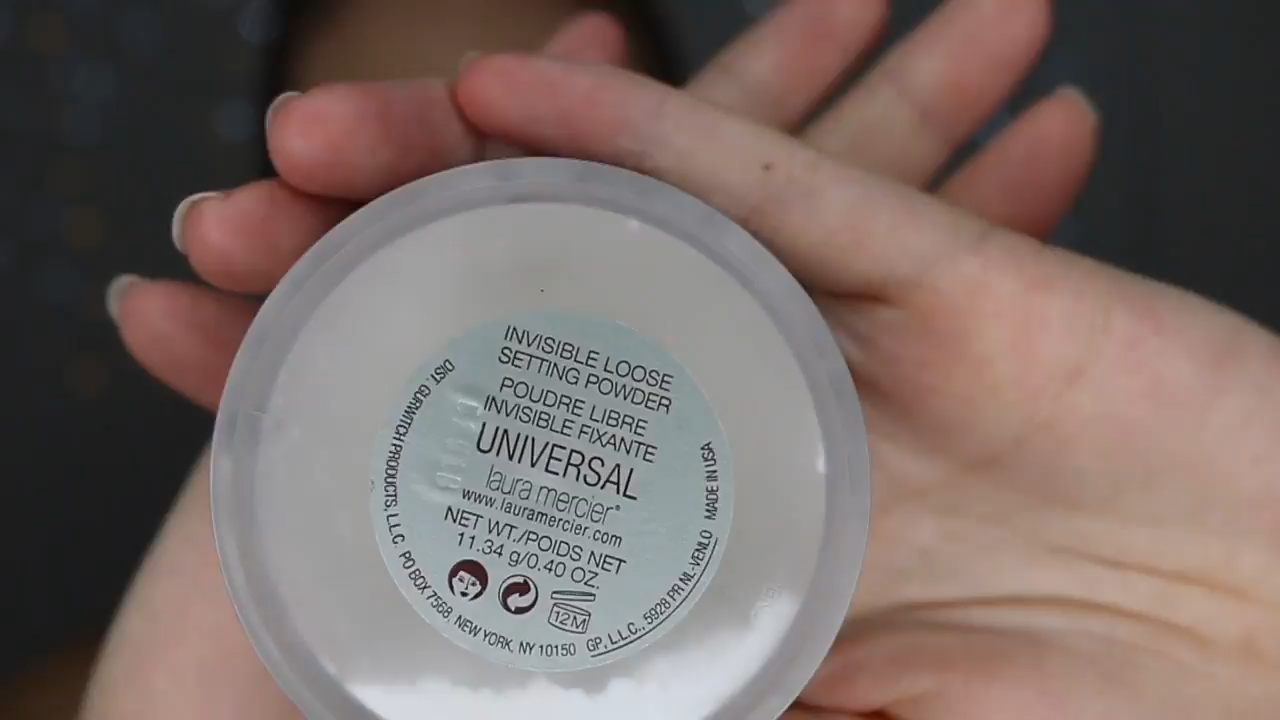 INVISIBLE LOOSE
SETTING POWDER
POUDRE LIBRE
INVISIBLE FIXANTE
UNIVERSAL
laura mercier®
www.lauramercier.com
NET WT./POIDS NET
11.34 g/0.40 OZ.
12M
DIST. GURWITCH PRODUCTS, L.L.C. PO BOX 7568, NEW YORK, NY 10150
GP, L.L.C., 5928 PR NL-VENLO MADE IN USA